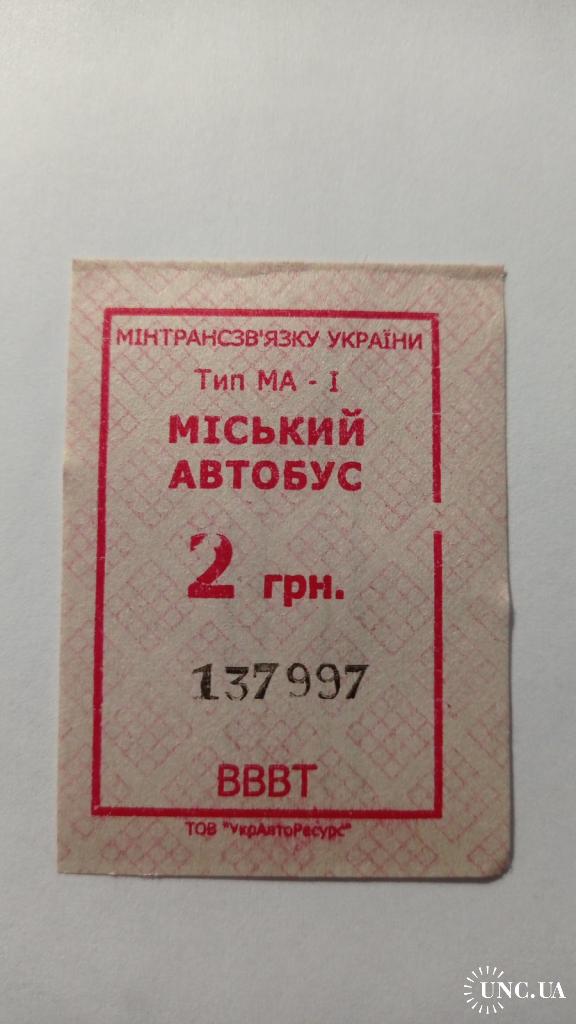 МІНТРАНСЗВ'ЯЗКУ УКРАЇНИ
Тип МА - І
МІСЬКИЙ
АВТОБУС
2 грн.
137997
ВВВТ
ТОВ "УкрАвтоРесурс"
UNC.UA